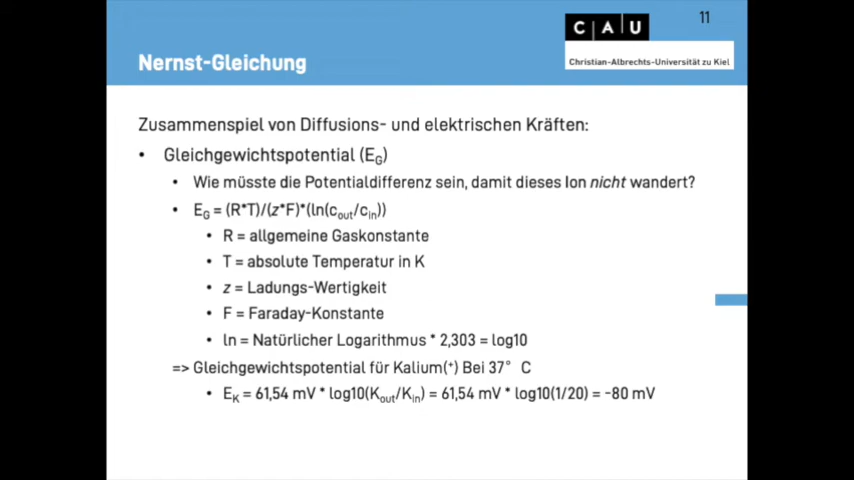 11
C A U
Christian-Albrechts-Universität zu Kiel
Nernst-Gleichung
Zusammenspiel von Diffusions- und elektrischen Kräften:
• Gleichgewichtspotential (E_G)
• Wie müsste die Potentialdifferenz sein, damit dieses Ion nicht wandert?
• E_G = (R*T)/(z*F)*(ln(c_out/c_in))
• R = allgemeine Gaskonstante
• T = absolute Temperatur in K
• z = Ladungs-Wertigkeit
• F = Faraday-Konstante
• ln = Natürlicher Logarithmus * 2,303 = log10
=> Gleichgewichtspotential für Kalium(⁺) Bei 37° C
• E_K = 61,54 mV * log10(K_out/K_in) = 61,54 mV * log10(1/20) = -80 mV